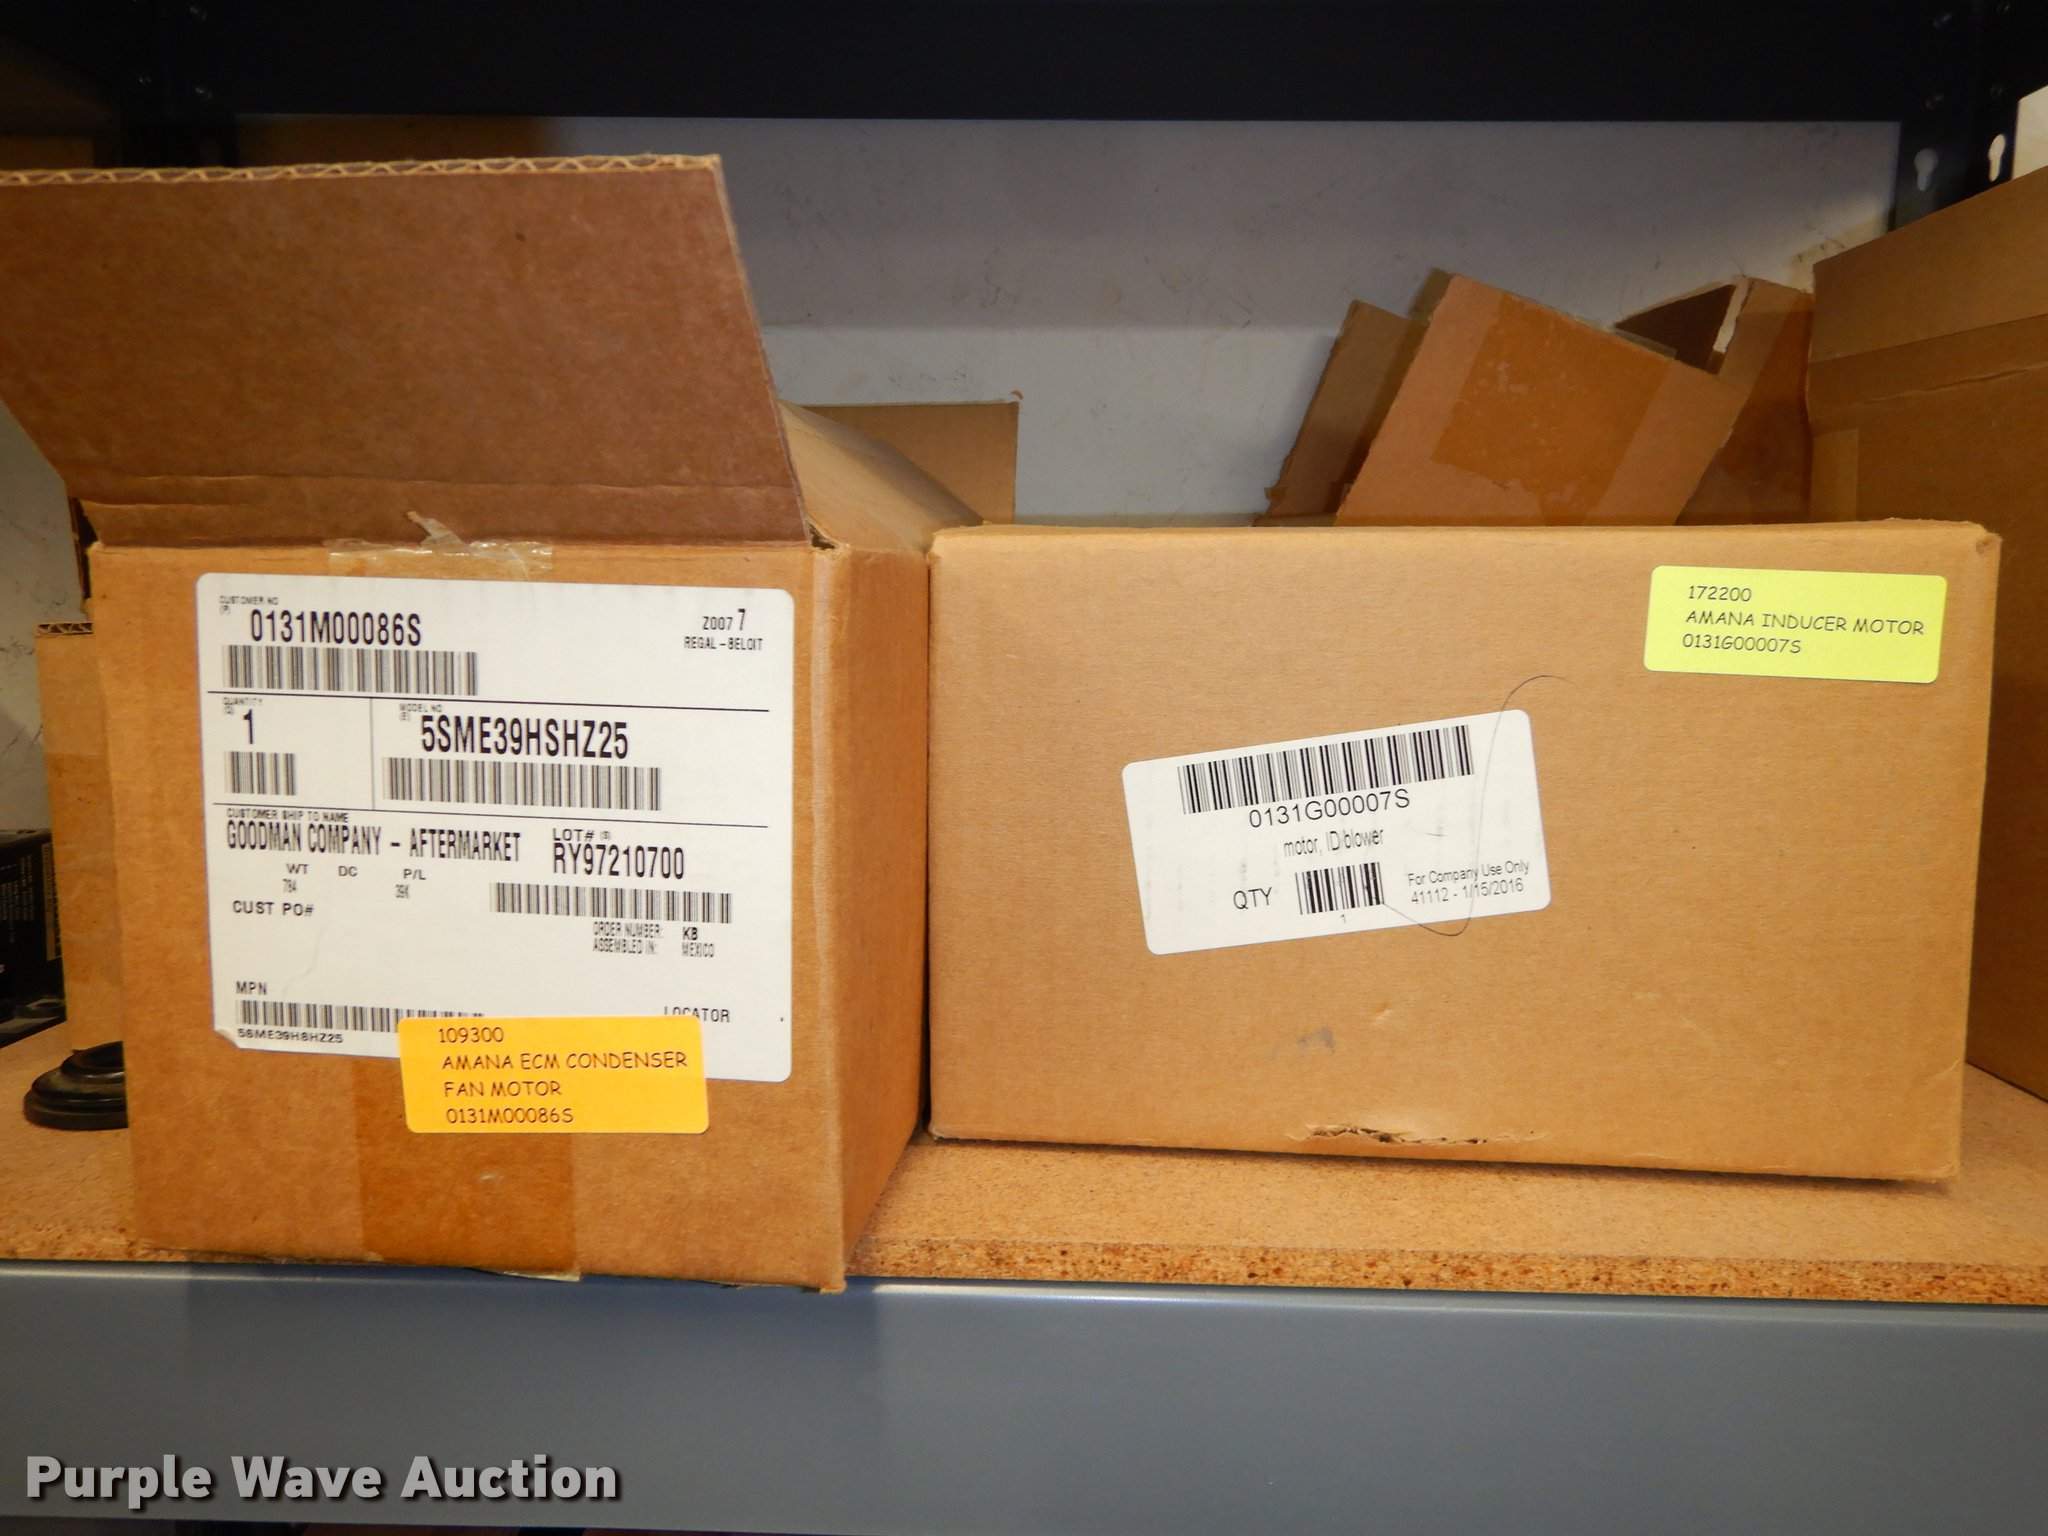 CUSTOMER NO
(P)
0131M00086S
Z007 7
REGAL-BELOIT
QUANTITY
(Q)
1
MODEL NO
(E)
5SME39HSHZ25
CUSTOMER SHIP TO NAME
GOODMAN COMPANY - AFTERMARKET
LOT# (S)
RY97210700
WT DC P/L
784 39K
CUST PO#
ORDER NUMBER: KB
ASSEMBLED IN: MEXICO
MPN
LOCATOR
5SME39HSHZ25
109300
AMANA ECM CONDENSER
FAN MOTOR
0131M00086S
172200
AMANA INDUCER MOTOR
0131G00007S
0131G00007S
motor, ID blower
QTY
1
For Company Use Only
41112 - 1/15/2016
Purple Wave Auction